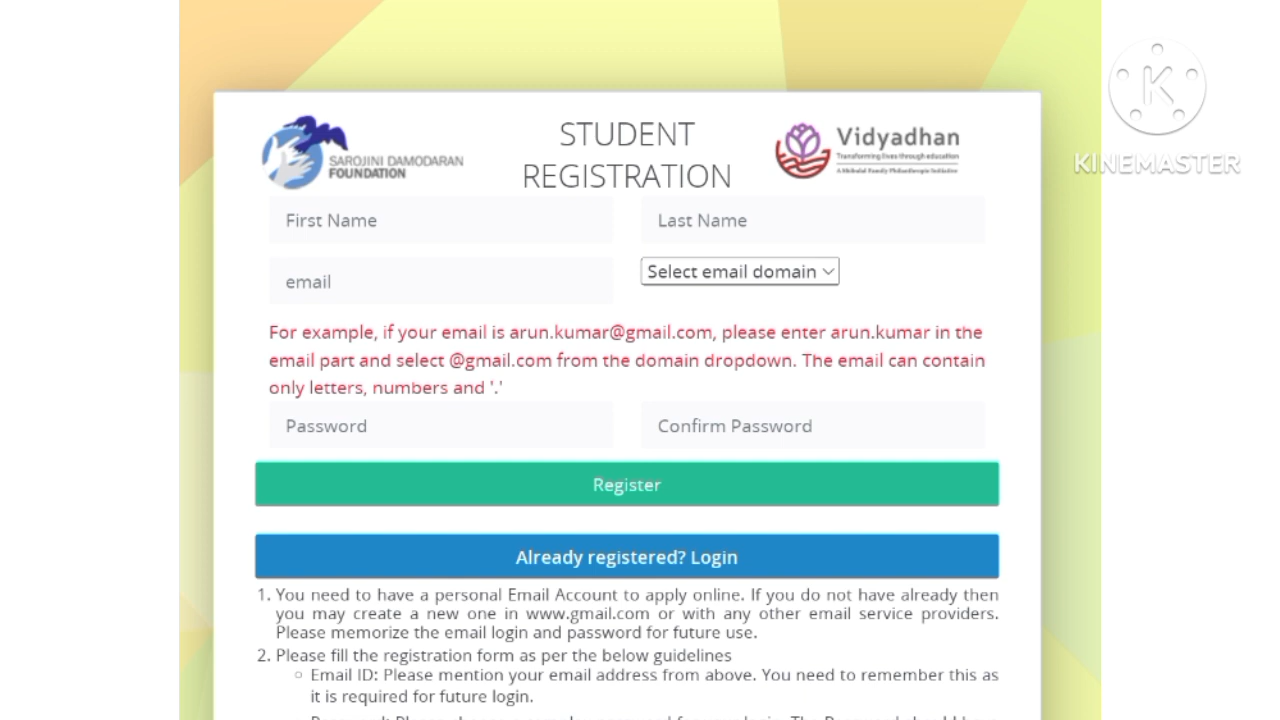 STUDENT
REGISTRATION
SAROJINI DAMODARAN
FOUNDATION
Vidyadhan
Transforming lives through education
A Shibulal Family Philanthropic Initiative
K
KINEMASTER
First Name
Last Name
email
Select email domain
For example, if your email is arun.kumar@gmail.com, please enter arun.kumar in the
email part and select @gmail.com from the domain dropdown. The email can contain
only letters, numbers and '.'
Password
Confirm Password
Register
Already registered? Login
1. You need to have a personal Email Account to apply online. If you do not have already then
you may create a new one in www.gmail.com or with any other email service providers.
Please memorize the email login and password for future use.
2. Please fill the registration form as per the below guidelines
Email ID: Please mention your email address from above. You need to remember this as
it is required for future login.